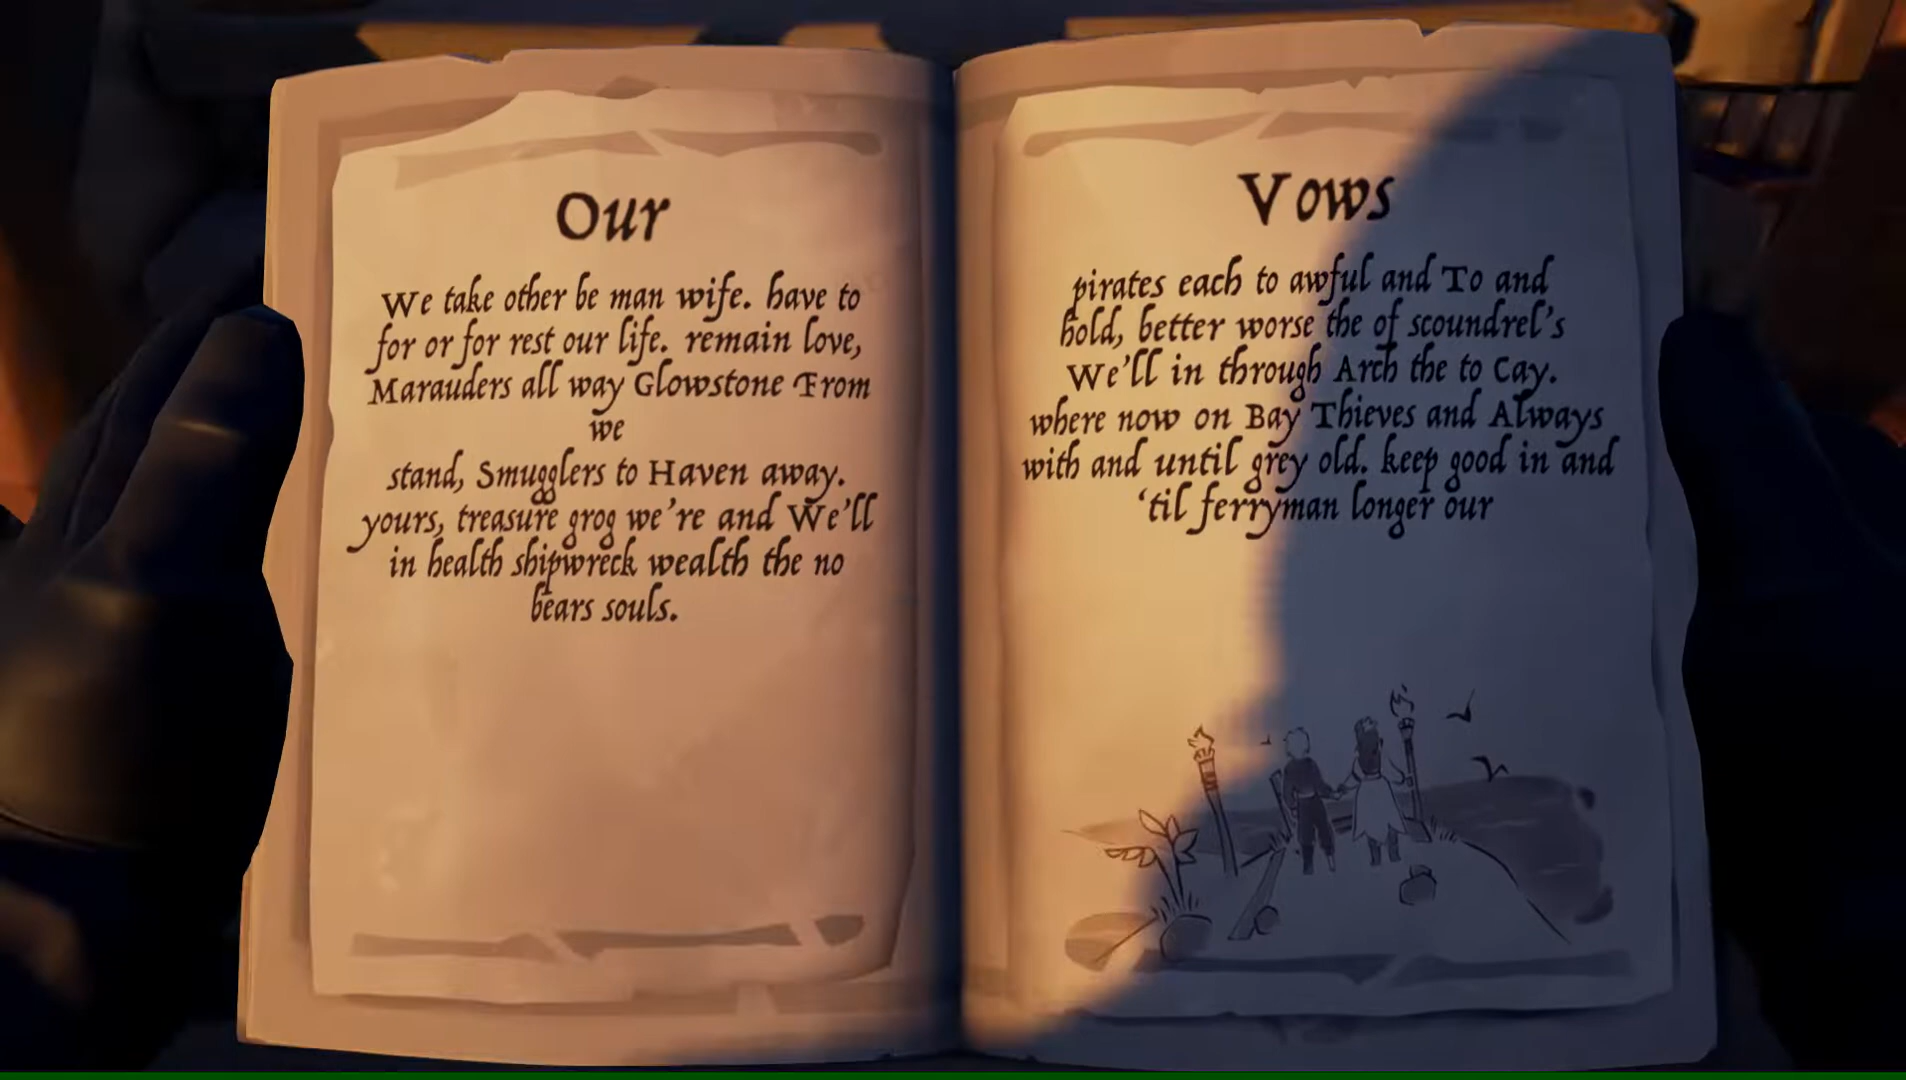 Our
We take other be man wife. have to
for or for rest our life. remain love,
Marauders all way Glowstone From
we
stand, Smugglers to Haven away.
yours, treasure grog we're and We'll
in health shipwreck wealth the no
bears souls.
Vows
pirates each to awful and To and
hold, better worse the of scoundrel's
We'll in through Arch the to Cay.
where now on Bay Thieves and Always
with and until grey old. keep good in and
'til ferryman longer our